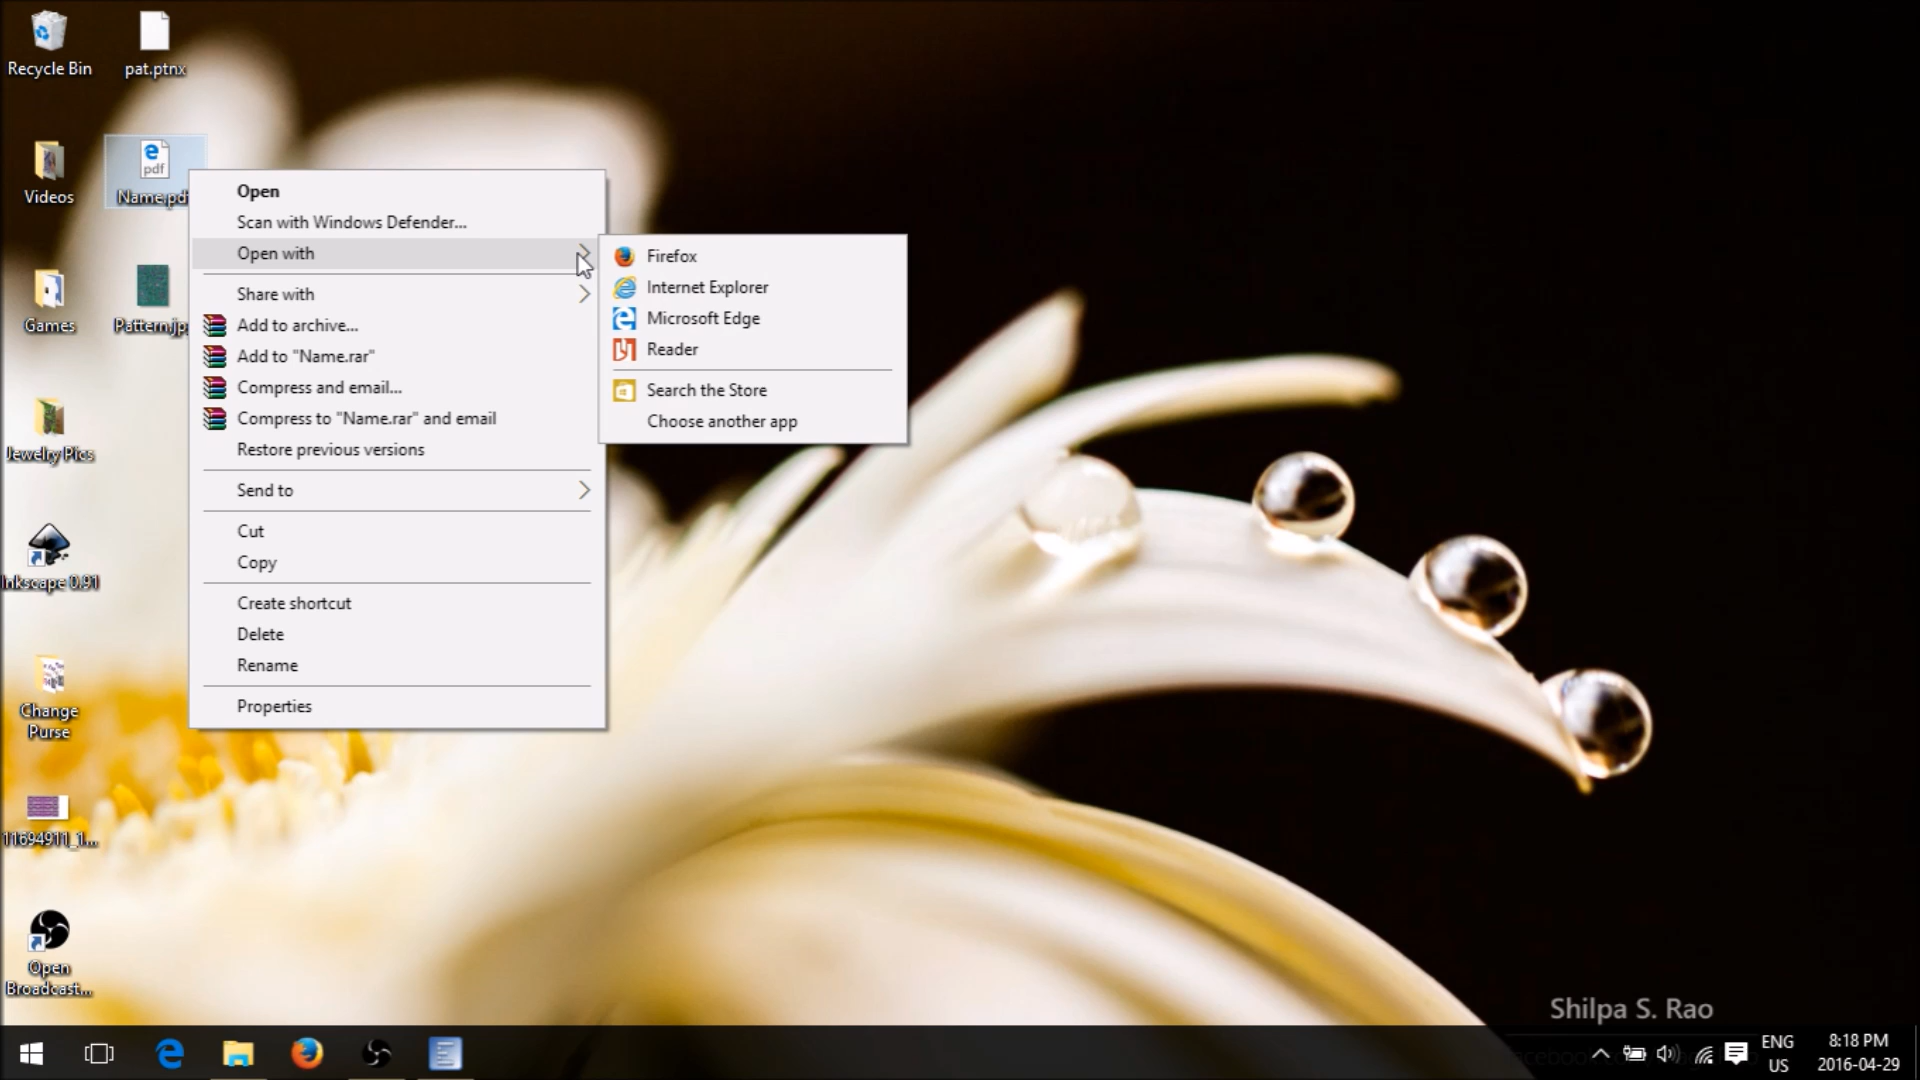 Recycle Bin
pat.ptnx
pdf
Videos
Name.pdf
Games
Pattern.jp
Jewelry Pics
Inkscape 0.91
Change
Purse
11694911_1...
Open
Broadcast...
Open
Scan with Windows Defender...
Open with
Share with
Add to archive...
Add to "Name.rar"
Compress and email...
Compress to "Name.rar" and email
Restore previous versions
Send to
Cut
Copy
Create shortcut
Delete
Rename
Properties
Firefox
Internet Explorer
Microsoft Edge
Reader
Search the Store
Choose another app
Shilpa S. Rao
ENG
US
8:18 PM
2016-04-29